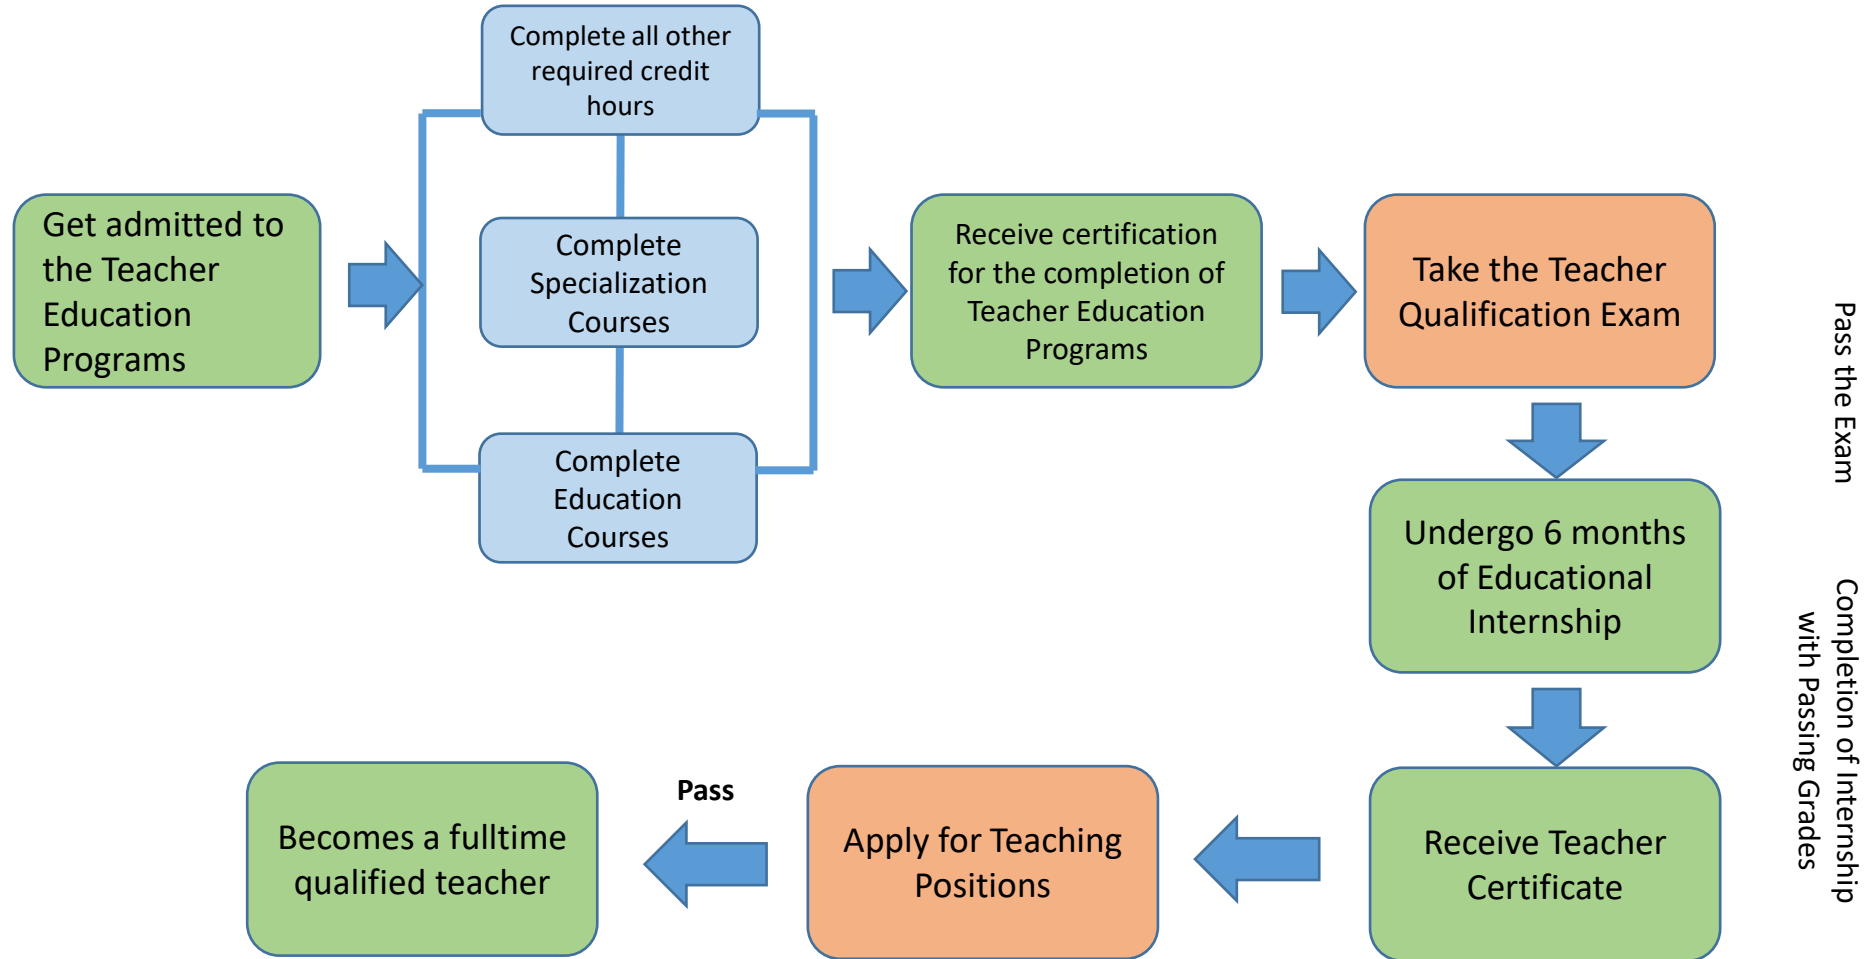 Complete all other
required credit
hours
Get admitted to
the Teacher
Education
Programs
Complete
Specialization
Courses
Complete
Education
Courses
Receive certification
for the completion of
Teacher Education
Programs
Take the Teacher
Qualification Exam
Pass the Exam
Undergo 6 months
of Educational
Internship
Completion of Internship
with Passing Grades
Receive Teacher
Certificate
Apply for Teaching
Positions
Pass
Becomes a fulltime
qualified teacher